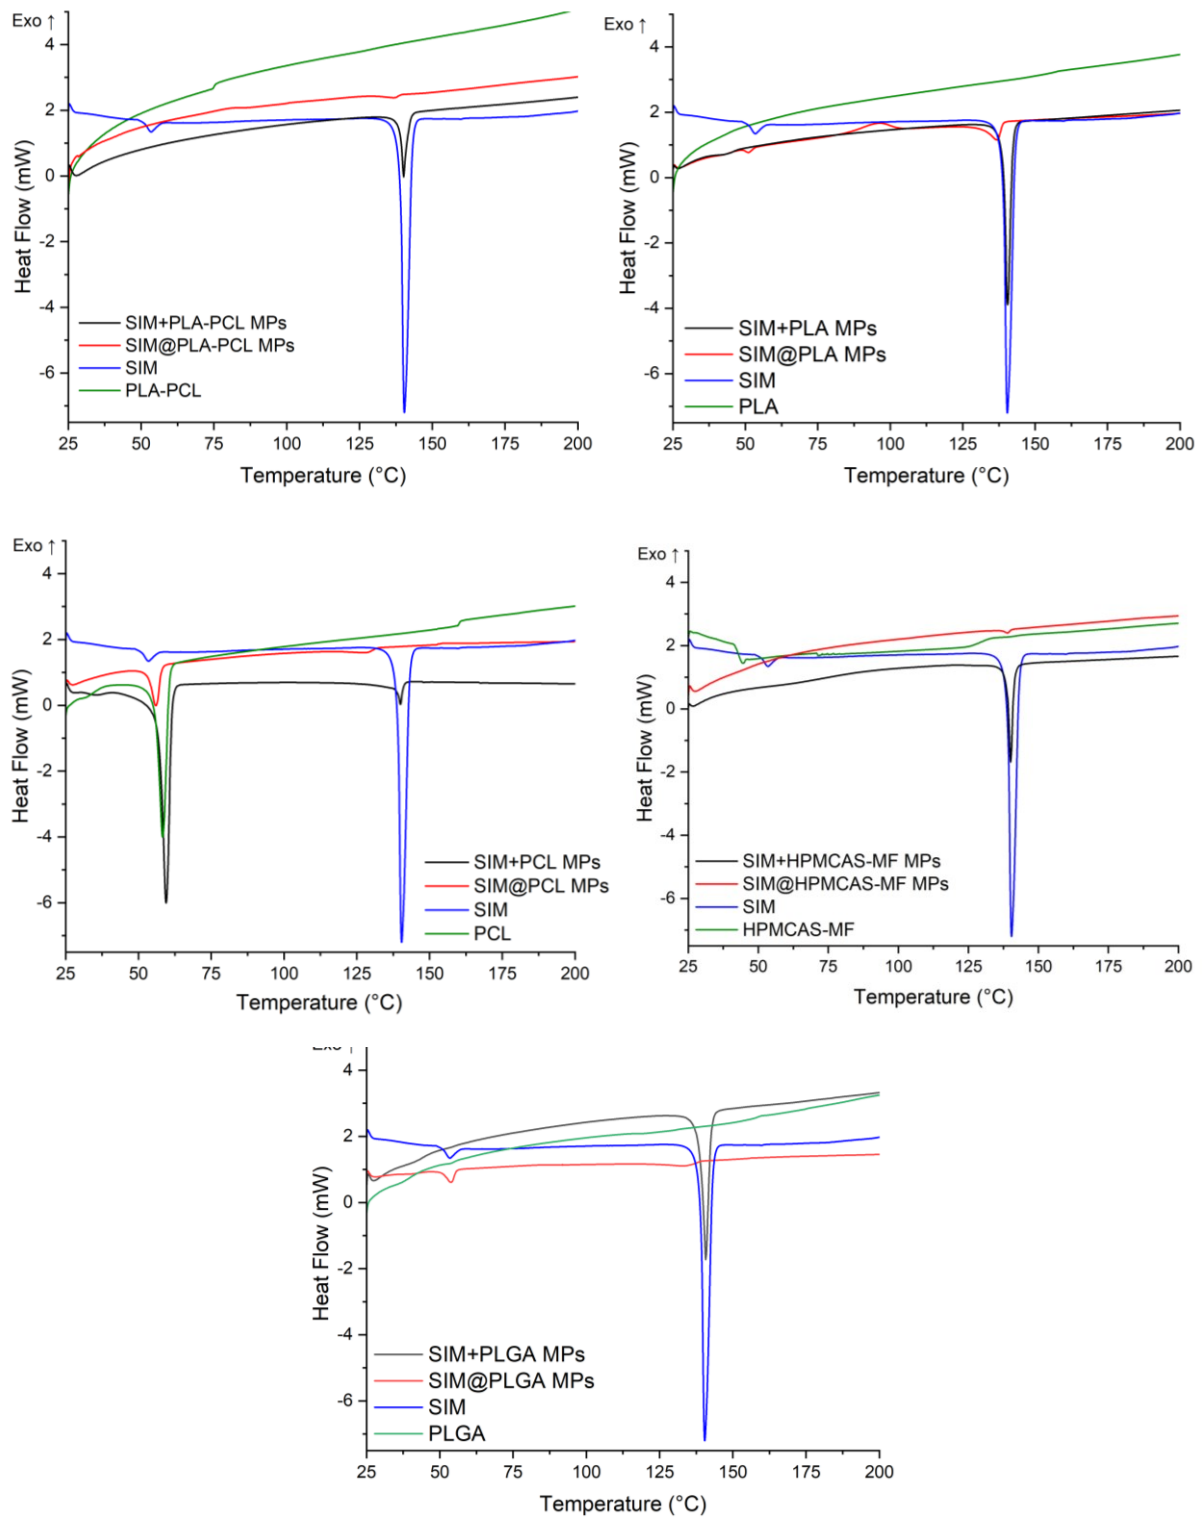 Exo ↑
4
2
0
-2
-4
-6
Heat Flow (mW)
SIM+PLA-PCL MPs
SIM@PLA-PCL MPs
SIM
PLA-PCL
25 50 75 100 125 150 175 200
Temperature (°C)
Exo ↑
4
2
0
-2
-4
-6
Heat Flow (mW)
SIM+PLA MPs
SIM@PLA MPs
SIM
PLA
25 50 75 100 125 150 175 200
Temperature (°C)
Exo ↑
4
2
0
-2
-4
-6
Heat Flow (mW)
SIM+PCL MPs
SIM@PCL MPs
SIM
PCL
25 50 75 100 125 150 175 200
Temperature (°C)
Exo ↑
4
2
0
-2
-4
-6
Heat Flow (mW)
SIM+HPMCAS-MF MPs
SIM@HPMCAS-MF MPs
SIM
HPMCAS-MF
25 50 75 100 125 150 175 200
Temperature (°C)
Exo ↑
4
2
0
-2
-4
-6
Heat Flow (mW)
SIM+PLGA MPs
SIM@PLGA MPs
SIM
PLGA
25 50 75 100 125 150 175 200
Temperature (°C)